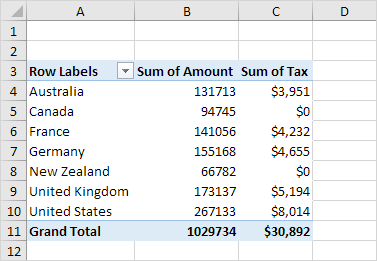 A B C D
1
2
3 Row Labels Sum of Amount Sum of Tax
4 Australia 131713 $3,951
5 Canada 94745 $0
6 France 141056 $4,232
7 Germany 155168 $4,655
8 New Zealand 66782 $0
9 United Kingdom 173137 $5,194
10 United States 267133 $8,014
11 Grand Total 1029734 $30,892
12